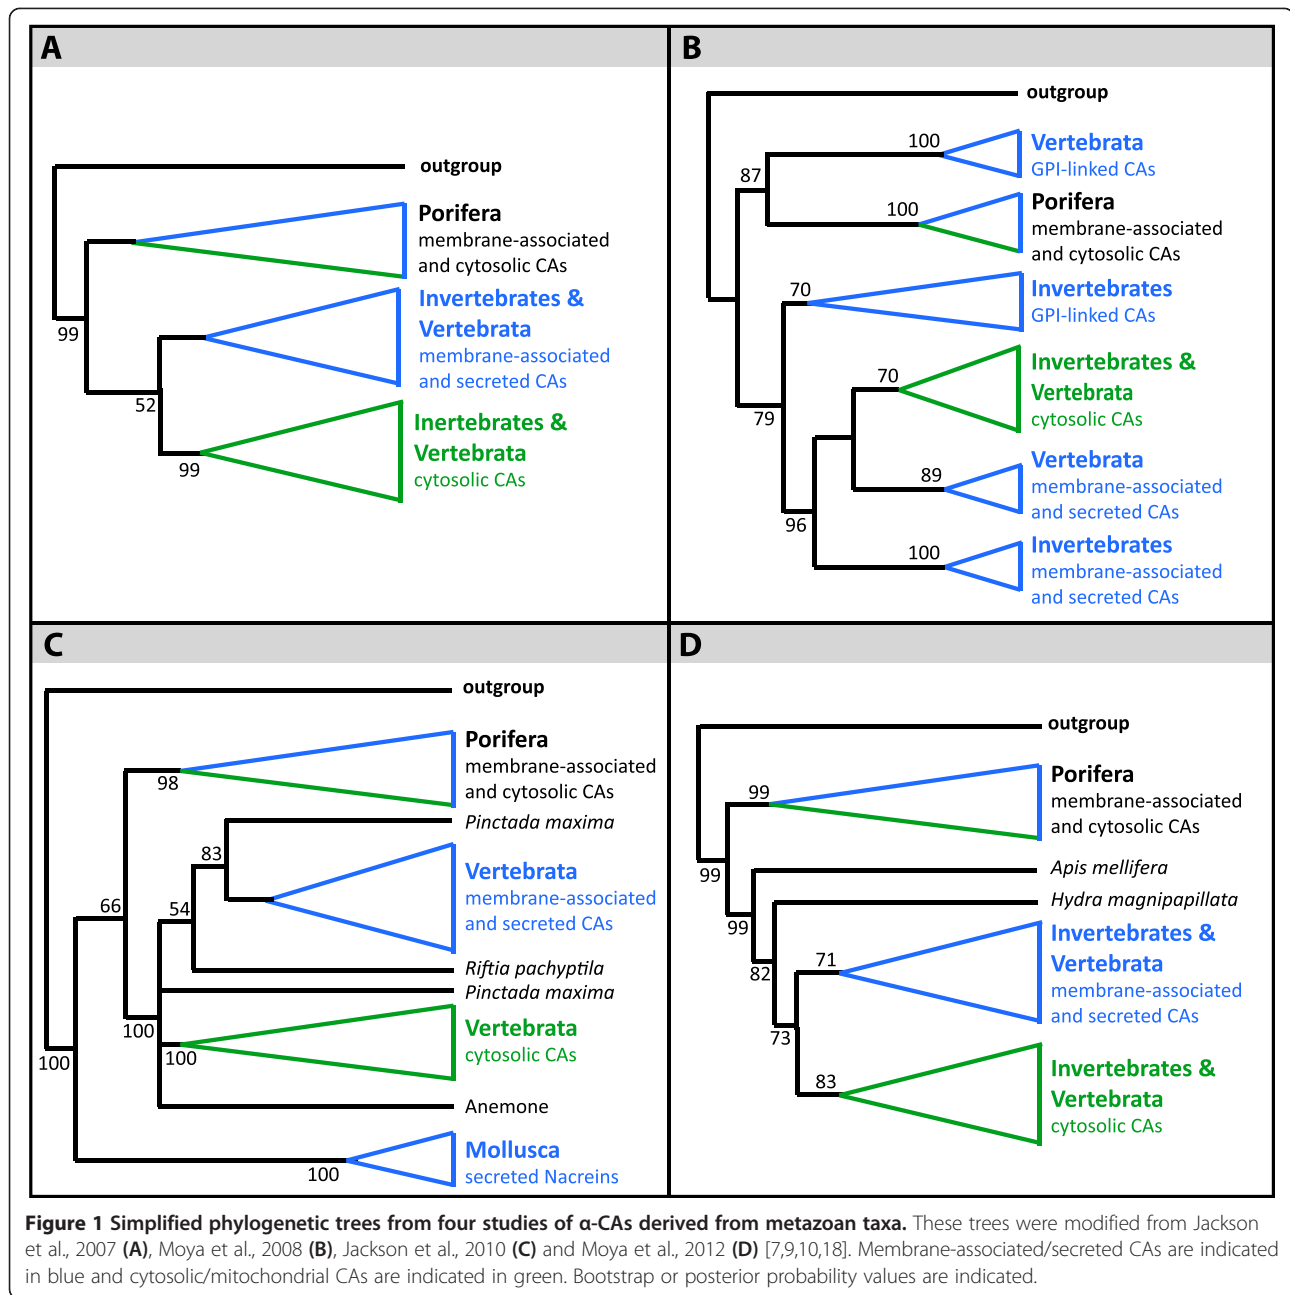 A
outgroup
Porifera
membrane-associated
and cytosolic CAs
Invertebrates &
Vertebrata
membrane-associated
and secreted CAs
Inertebrates &
Vertebrata
cytosolic CAs
99
52
99
B
outgroup
100
Vertebrata
GPI-linked CAs
87
100
Porifera
membrane-associated
and cytosolic CAs
70
Invertebrates
GPI-linked CAs
70
Invertebrates &
Vertebrata
cytosolic CAs
79
89
Vertebrata
membrane-associated
and secreted CAs
96
100
Invertebrates
membrane-associated
and secreted CAs
C
outgroup
98
Porifera
membrane-associated
and cytosolic CAs
Pinctada maxima
83
Vertebrata
membrane-associated
and secreted CAs
66
54
Riftia pachyptila
Pinctada maxima
100
100
Vertebrata
cytosolic CAs
100
Anemone
100
Mollusca
secreted Nacreins
D
outgroup
99
Porifera
membrane-associated
and cytosolic CAs
99
Apis mellifera
Hydra magnipapillata
99
82
71
Invertebrates &
Vertebrata
membrane-associated
and secreted CAs
73
83
Invertebrates &
Vertebrata
cytosolic CAs
Figure 1 Simplified phylogenetic trees from four studies of α-CAs derived from metazoan taxa. These trees were modified from Jackson
et al., 2007 (A), Moya et al., 2008 (B), Jackson et al., 2010 (C) and Moya et al., 2012 (D) [7,9,10,18]. Membrane-associated/secreted CAs are indicated
in blue and cytosolic/mitochondrial CAs are indicated in green. Bootstrap or posterior probability values are indicated.